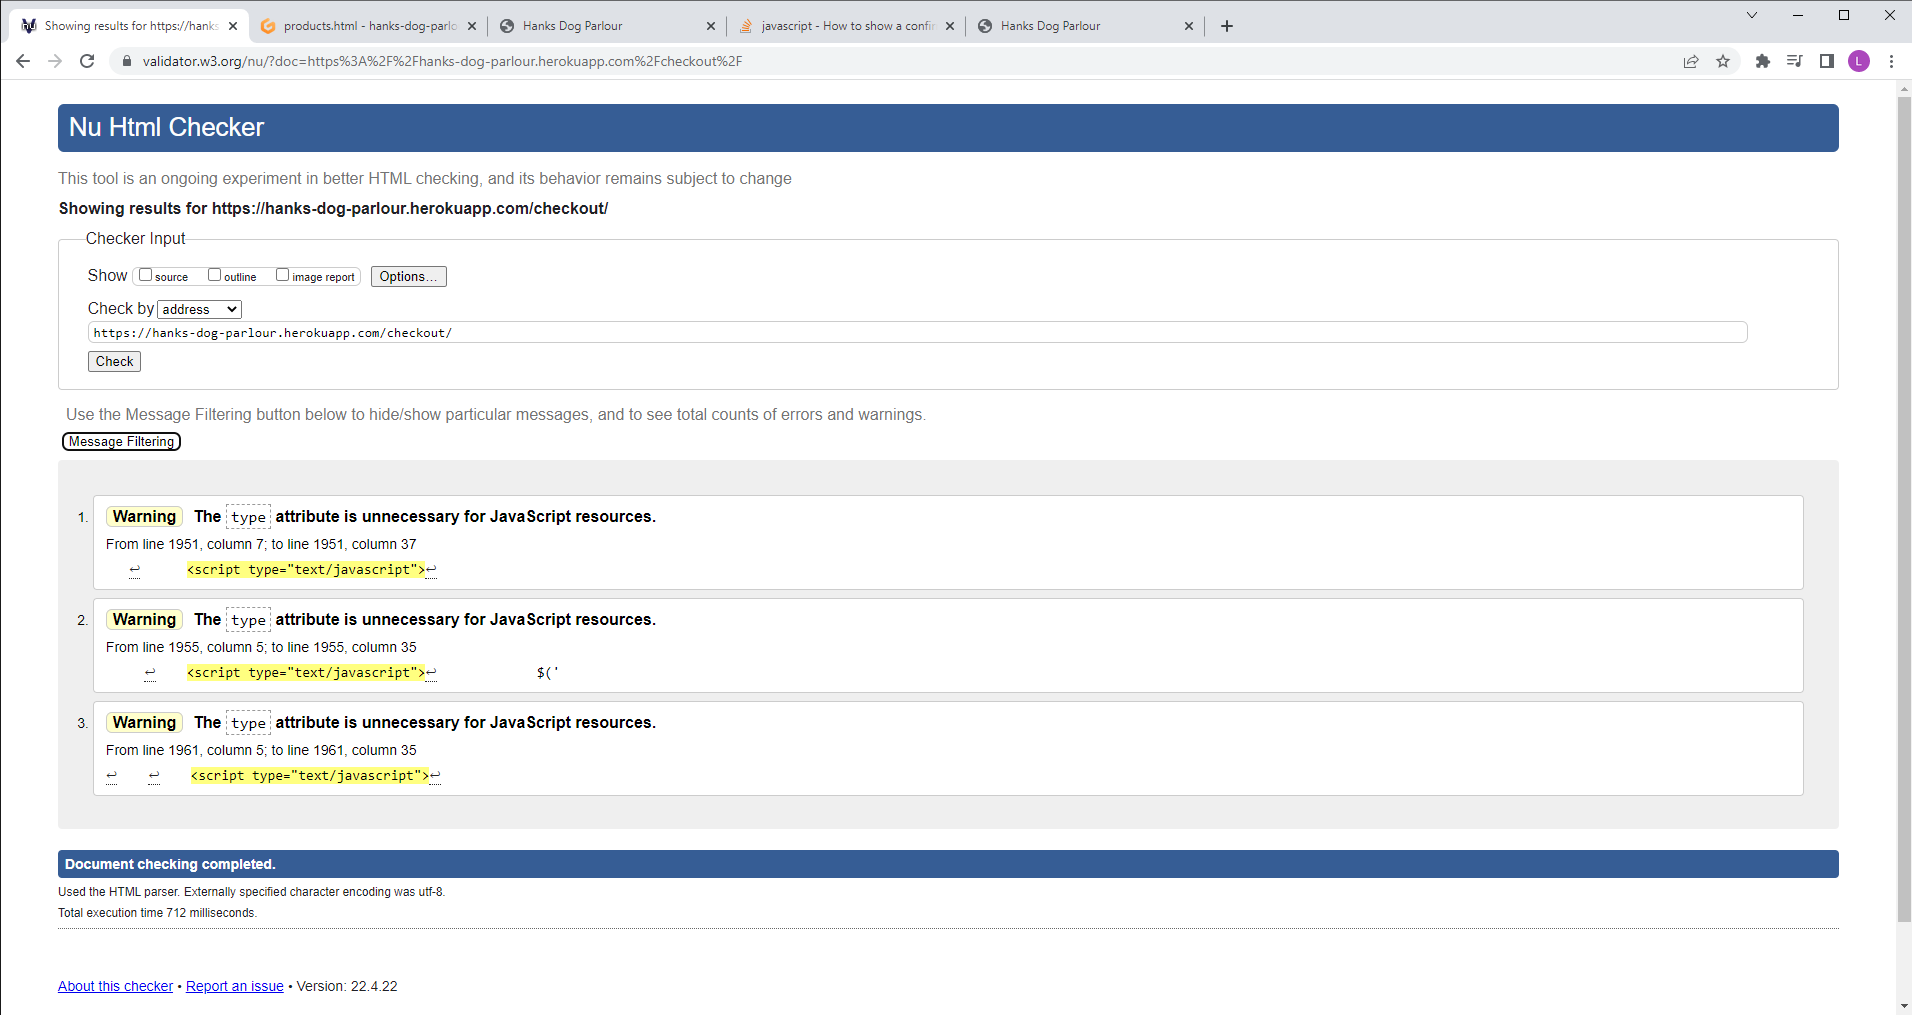 Showing results for https://hanks
products.html - hanks-dog-parlo
Hanks Dog Parlour
javascript - How to show a confir
Hanks Dog Parlour
validator.w3.org/nu/?doc=https%3A%2F%2Fhanks-dog-parlour.herokuapp.com%2Fcheckout%2F
L
Nu Html Checker
This tool is an ongoing experiment in better HTML checking, and its behavior remains subject to change
Showing results for https://hanks-dog-parlour.herokuapp.com/checkout/
Checker Input
Show source outline image report Options...
Check by address
https://hanks-dog-parlour.herokuapp.com/checkout/
Check
Use the Message Filtering button below to hide/show particular messages, and to see total counts of errors and warnings.
Message Filtering
1. Warning The type attribute is unnecessary for JavaScript resources.
From line 1951, column 7; to line 1951, column 37
↩ <script type="text/javascript">↩
2. Warning The type attribute is unnecessary for JavaScript resources.
From line 1955, column 5; to line 1955, column 35
↩ <script type="text/javascript">↩ $('
3. Warning The type attribute is unnecessary for JavaScript resources.
From line 1961, column 5; to line 1961, column 35
↩ ↩ <script type="text/javascript">↩
Document checking completed.
Used the HTML parser. Externally specified character encoding was utf-8.
Total execution time 712 milliseconds.
About this checker • Report an issue • Version: 22.4.22